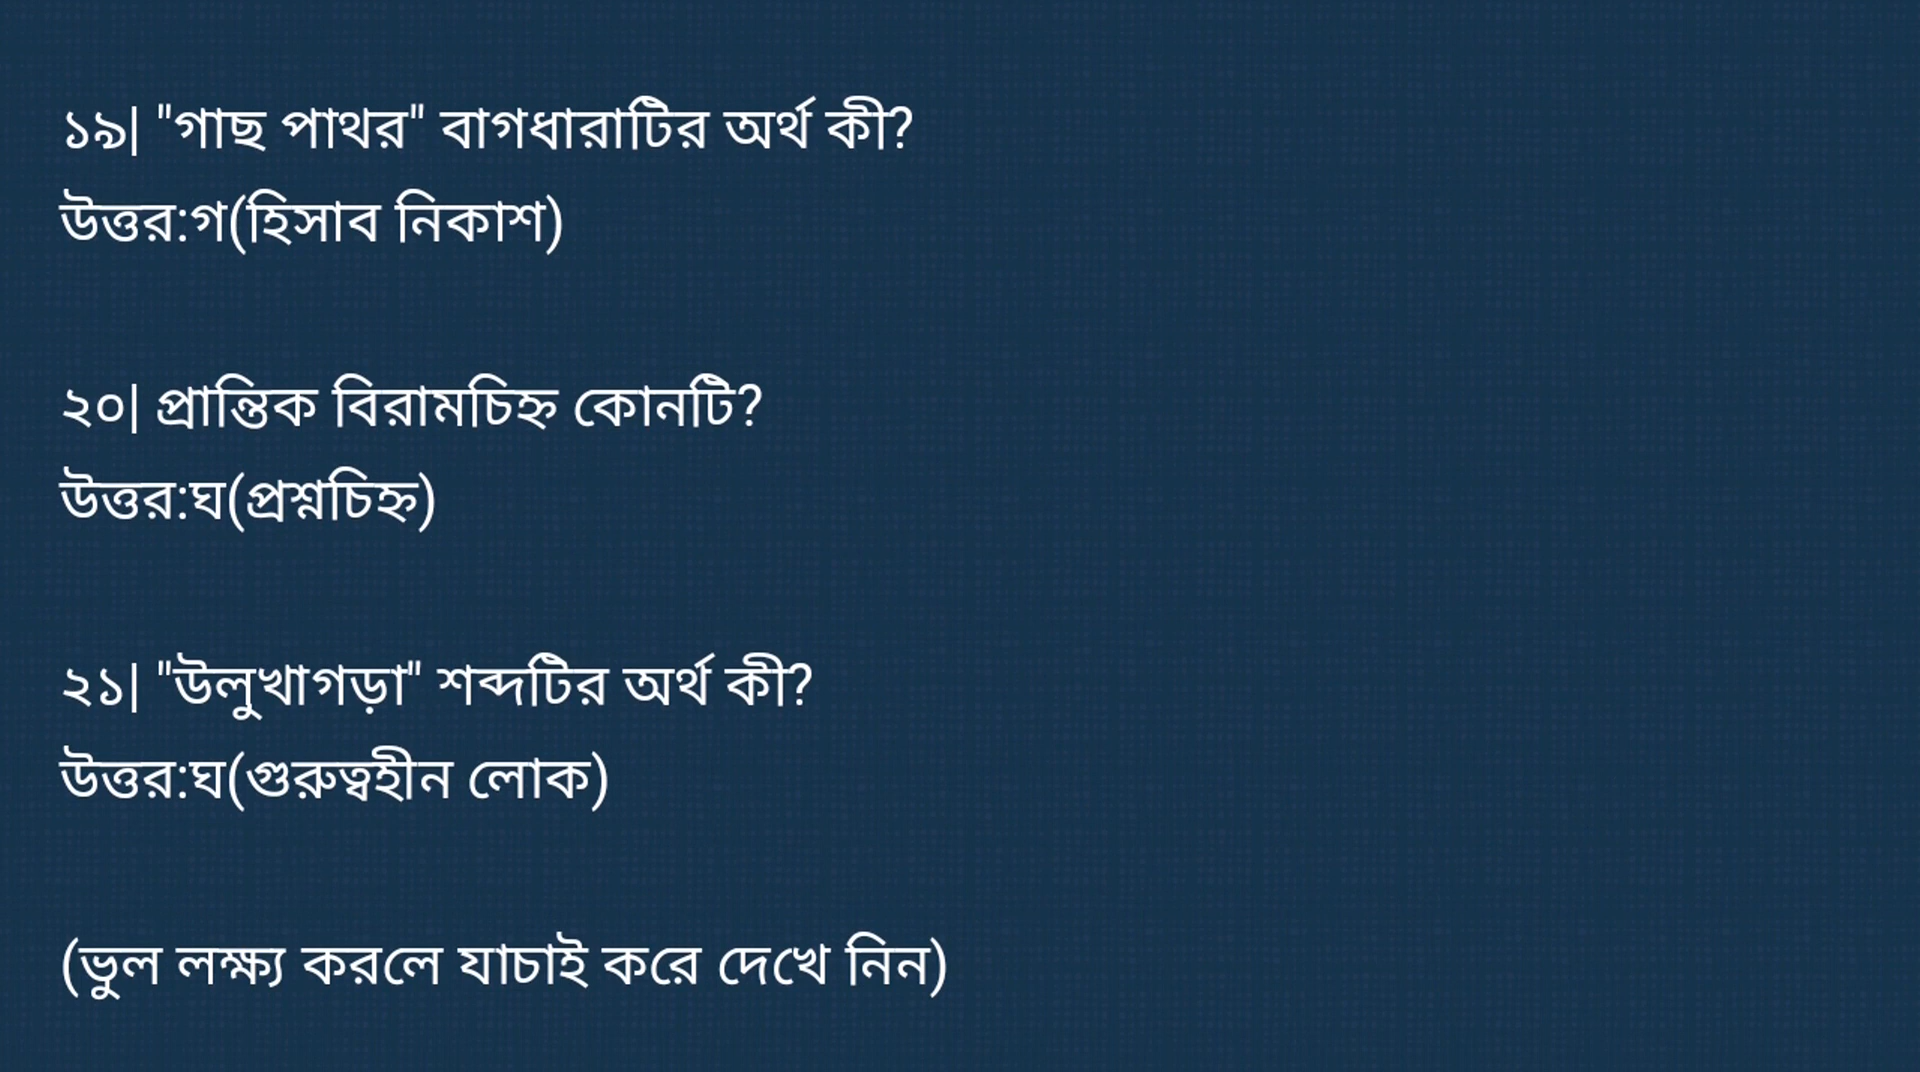 ১৯| "গাছ পাথর" বাগধারাটির অর্থ কী?
উত্তর:গ(হিসাব নিকাশ)
২০| প্রান্তিক বিরামচিহ্ন কোনটি?
উত্তর:ঘ(প্রশ্নচিহ্ন)
২১| "উলুখাগড়া" শব্দটির অর্থ কী?
উত্তর:ঘ(গুরুত্বহীন লোক)
(ভুল লক্ষ্য করলে যাচাই করে দেখে নিন)